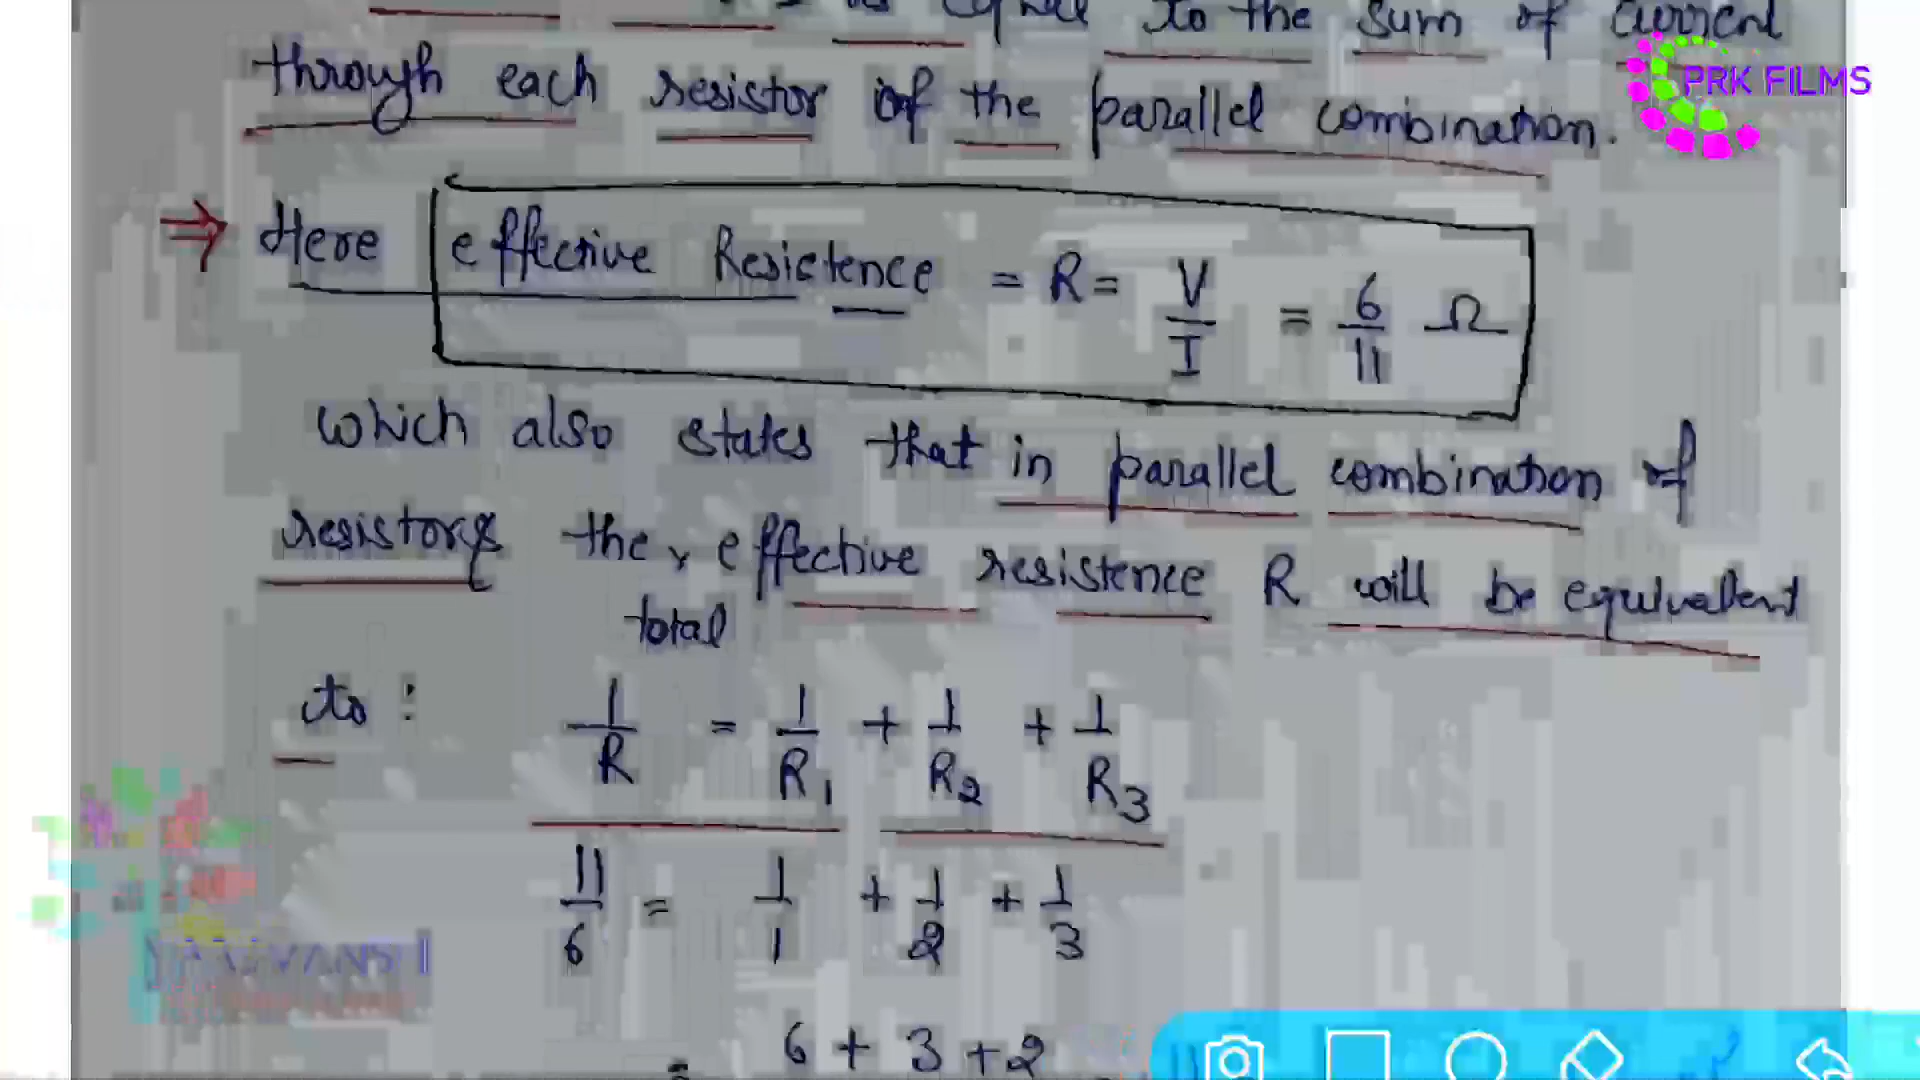 equal to the sum of current
through each resistor of the parallel combination.
PRK FILMS
⇒ Here effective Resistence = R = V/I = 6/11 Ω
which also states that in parallel combination of
resistors the, effective resistence R will be equivalent
total
to : 1/R = 1/R₁ + 1/R₂ + 1/R₃
11/6 = 1/1 + 1/2 + 1/3
= 6 + 3 + 2